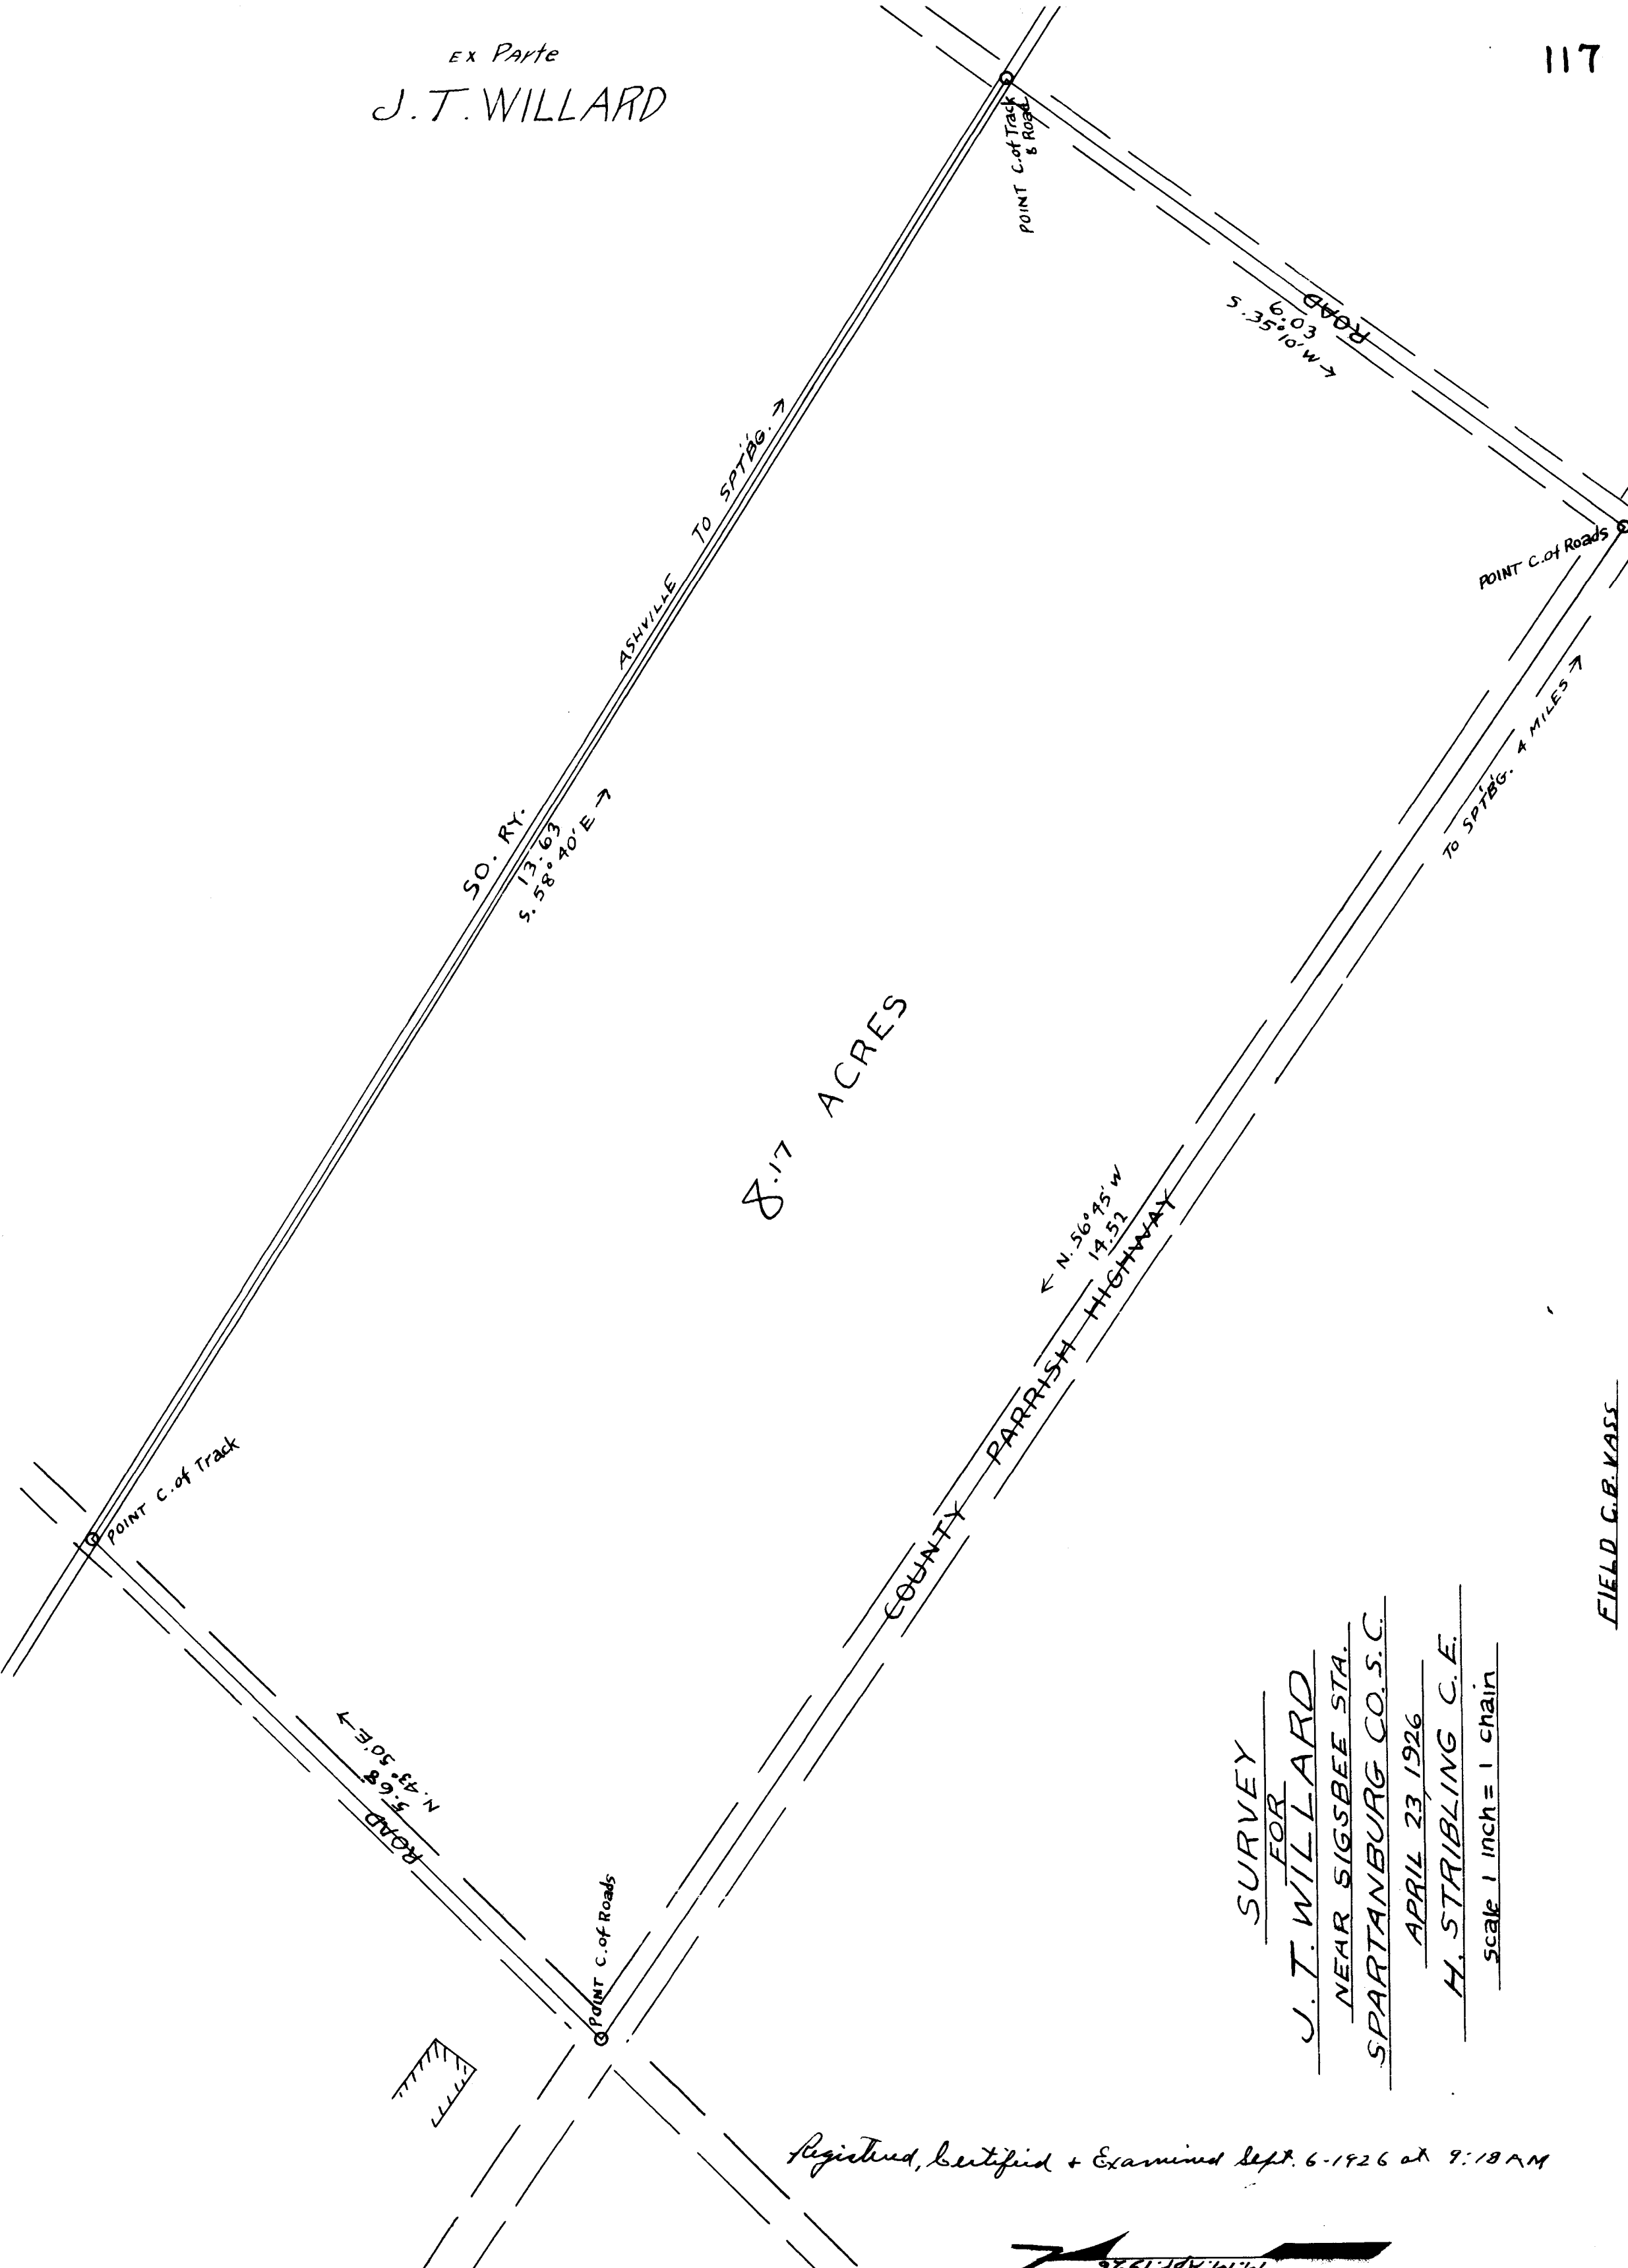 117
EX PARTE
J. T. WILLARD
POINT C. of Track
& Road
ROAD
6.03
S. 35° 10' W →
POINT C. of Roads
ASHVILLE TO SPT'B'G. →
SO. RY.
13.63
S. 58° 40' E →
TO SPT'B'G. 4 MILES →
8.17 ACRES
← N. 56° 45' W
14.52
COUNTY PARRISH HIGHWAY
POINT C. of Track
N. 43° 50' E →
5.68
ROAD
POINT C. of Roads
SURVEY
FOR
J. T. WILLARD
NEAR SIGSBEE STA.
SPARTANBURG CO. S. C.
APRIL 23, 1926
H. STRIBLING C. E.
scale 1 inch = 1 chain
FIELD C. B. VASS
Registered, Certified & Examined Sept. 6-1926 at 9:18 AM